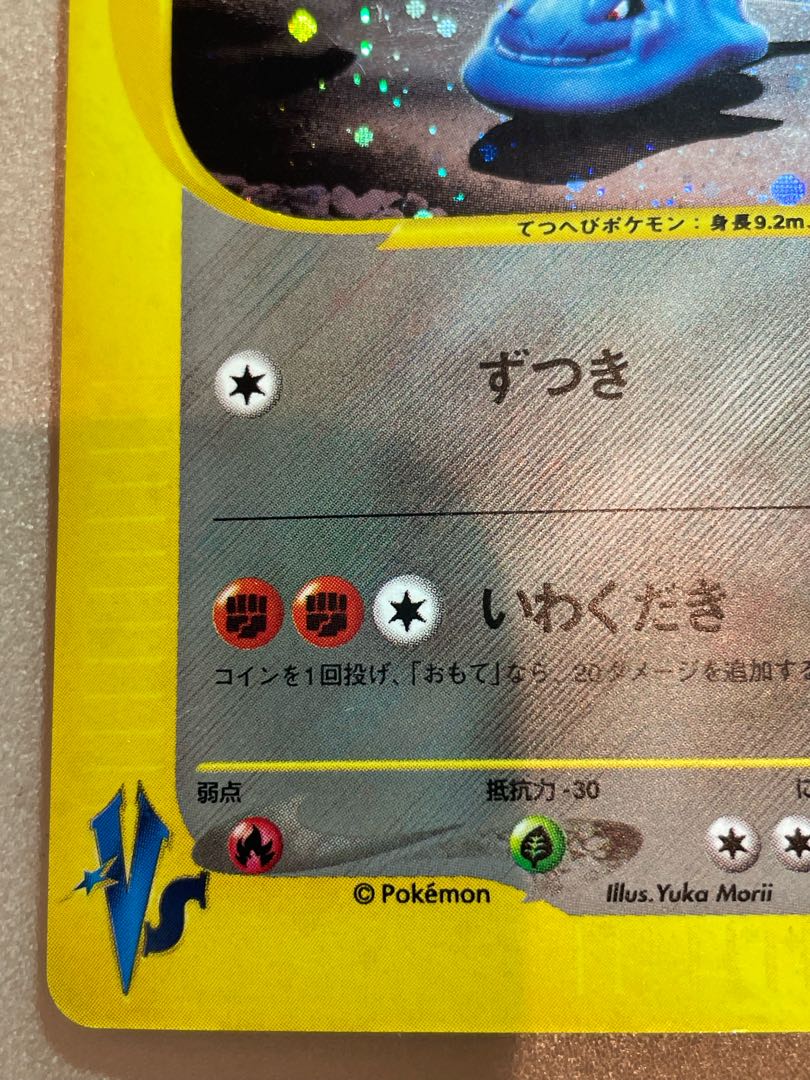 てつへびポケモン：身長9.2m、
ずつき
いわくだき
コインを1回投げ、「おもて」なら、20ダメージを追加する
弱点
抵抗力 -30
に
VS
© Pokémon
Illus. Yuka Morii